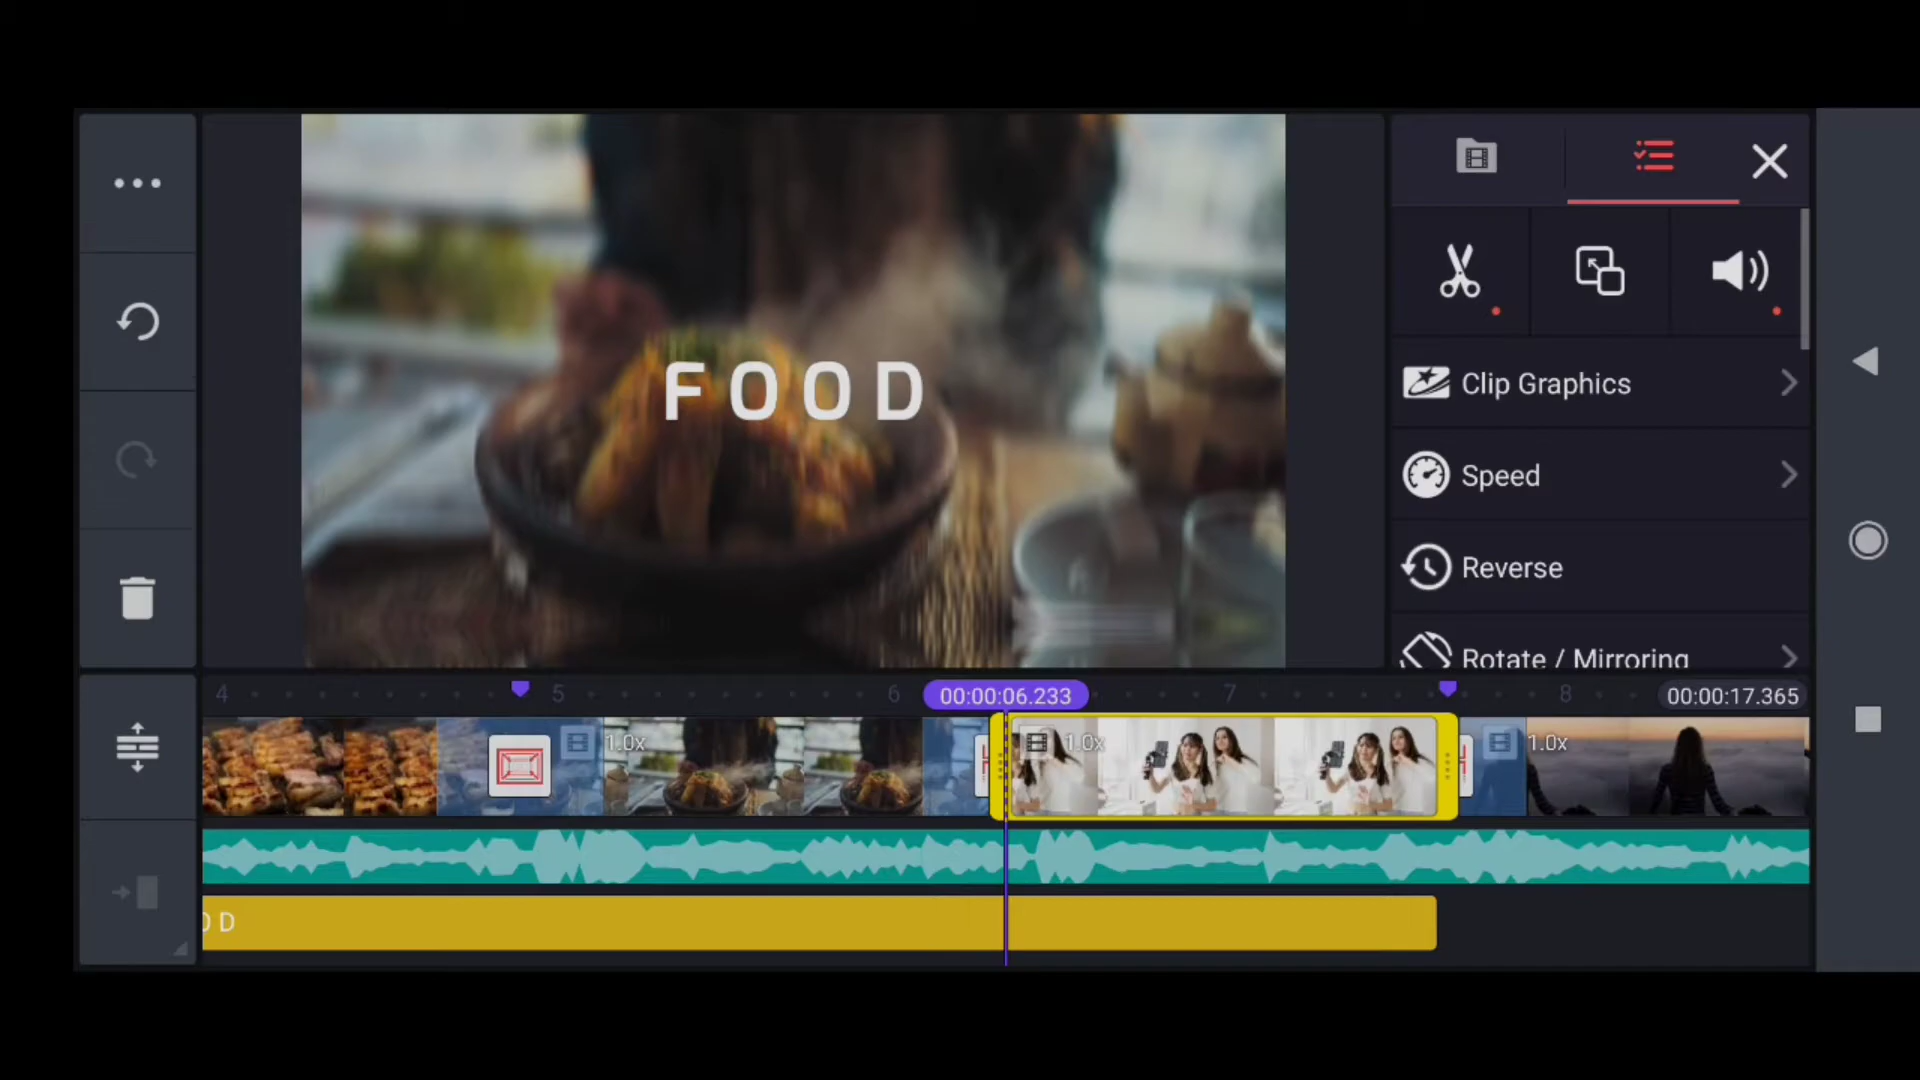 FOOD
Clip Graphics
Speed
Reverse
Rotate / Mirroring
4 5 6 00:00:06.233 7 8 00:00:17.365
1.0x 1.0x 1.0x
O D